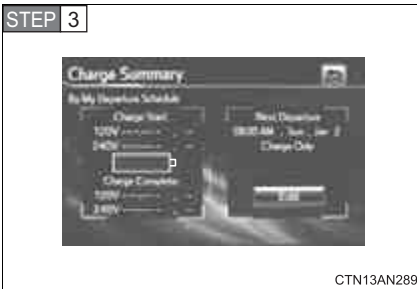 STEP 3
Charge Summary
By My Departure Schedule
Charge Start
120V
240V
Charge Complete
120V
240V
Next Departure
Charge Only
Edit
CTN13AN289